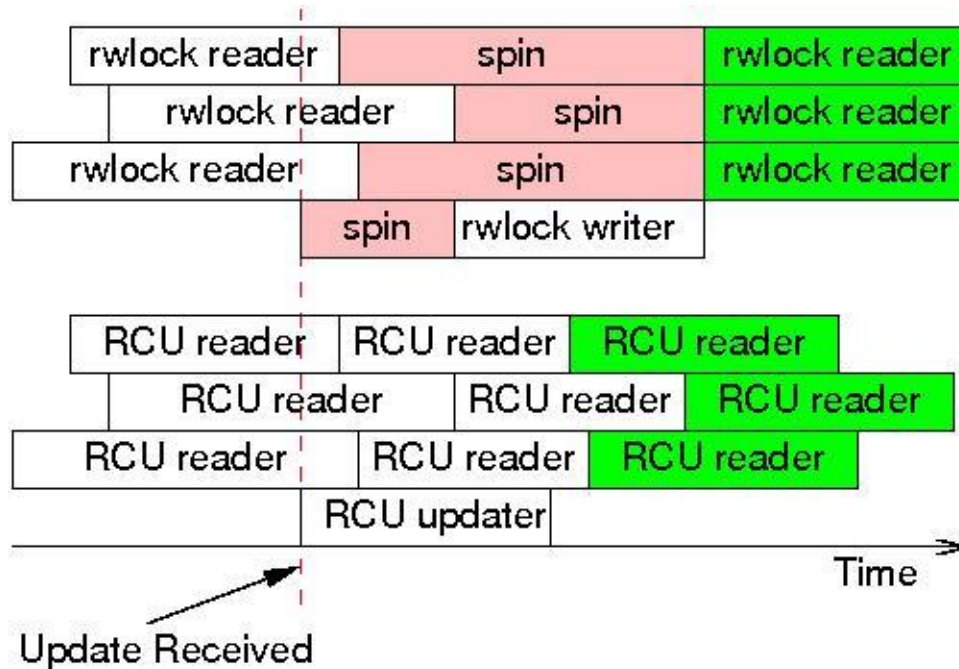 rwlock reader spin rwlock reader
rwlock reader spin rwlock reader
rwlock reader spin rwlock reader
spin rwlock writer
RCU reader RCU reader RCU reader
RCU reader RCU reader RCU reader
RCU reader RCU reader RCU reader
RCU updater
Time
Update Received